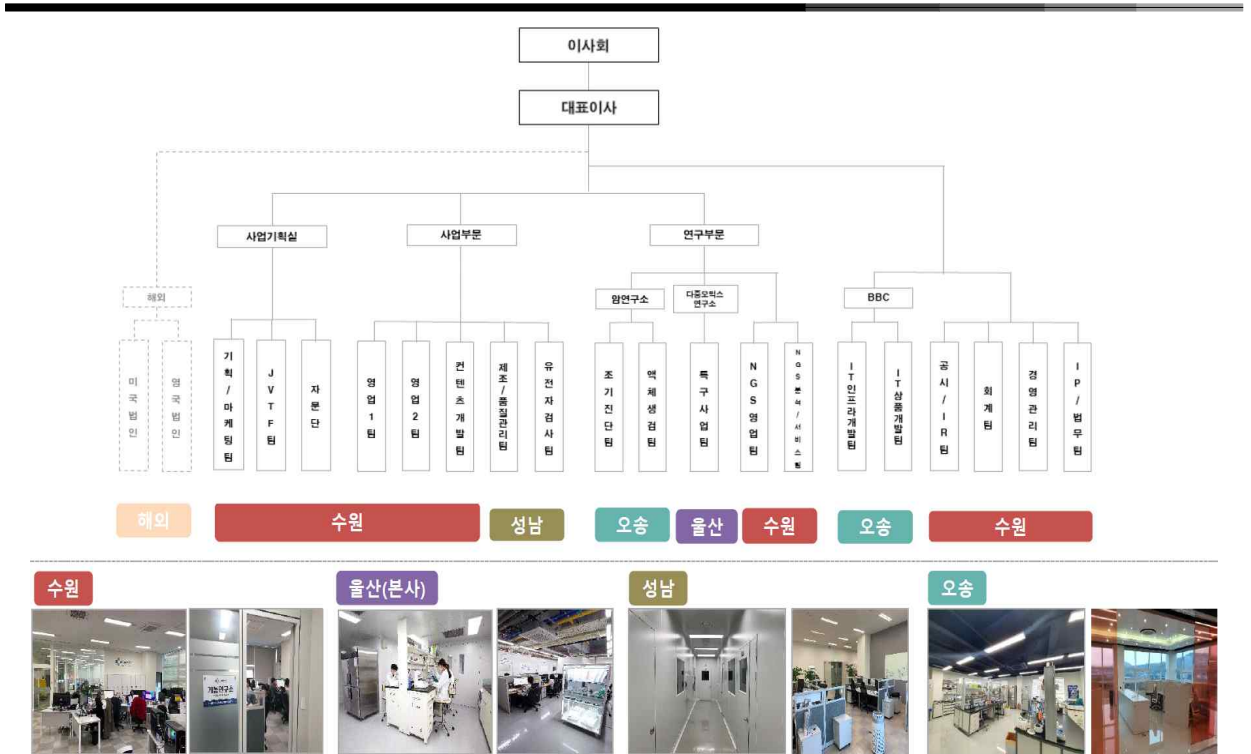 이사회
대표이사
사업기획실
사업부문
연구부문
해외
암연구소
다중오믹스
연구소
BBC
미국법인
영국법인
기획/마케팅팀
JVTF팀
자문단
영업1팀
영업2팀
컨텐츠개발팀
제조/품질관리팀
유전자검사팀
조기진단팀
액체생검팀
특구사업팀
NGS영업팀
NGS분석/서비스팀
IT인프라개발팀
IT상품개발팀
공시/IR팀
회계팀
경영관리팀
IP/법무팀
해외
수원
성남
오송
울산
수원
오송
수원
수원
울산(본사)
성남
오송
게놈연구소